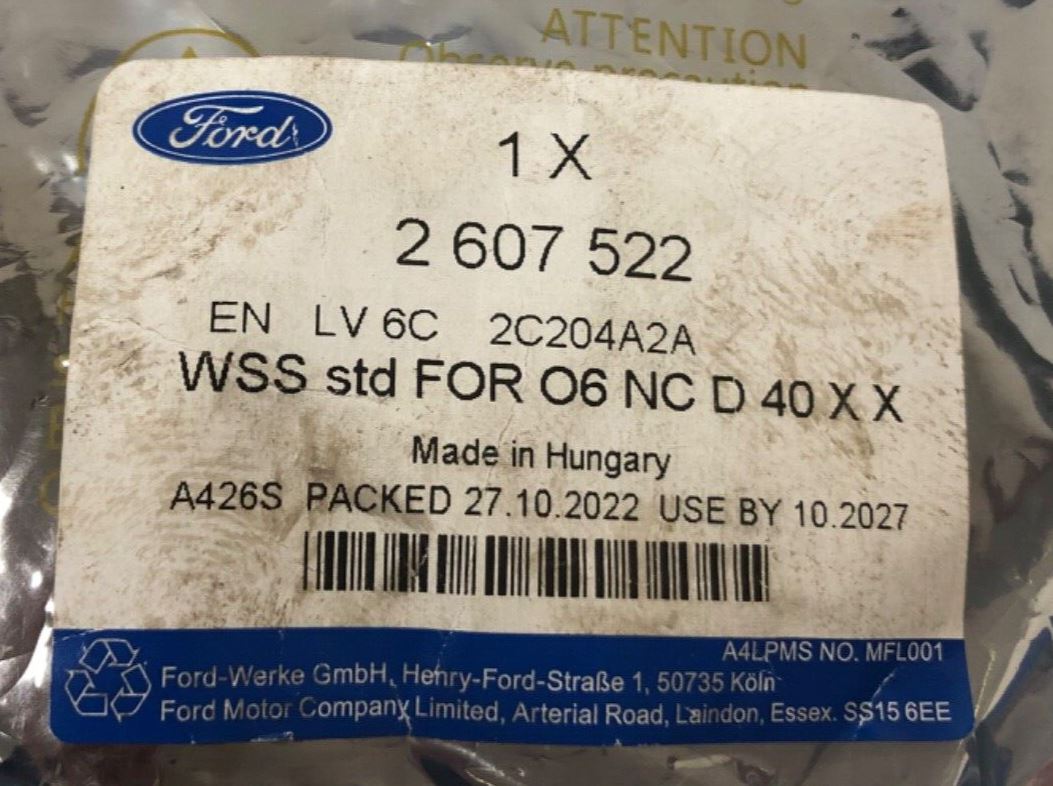 ATTENTION
Observe precaution
Ford
1 X
2 607 522
EN LV 6C 2C204A2A
WSS std FOR O6 NC D 40 X X
Made in Hungary
A426S PACKED 27.10.2022 USE BY 10.2027
A4LPMS NO. MFL001
Ford-Werke GmbH, Henry-Ford-Straße 1, 50735 Köln
Ford Motor Company Limited, Arterial Road, Laindon, Essex. SS15 6EE